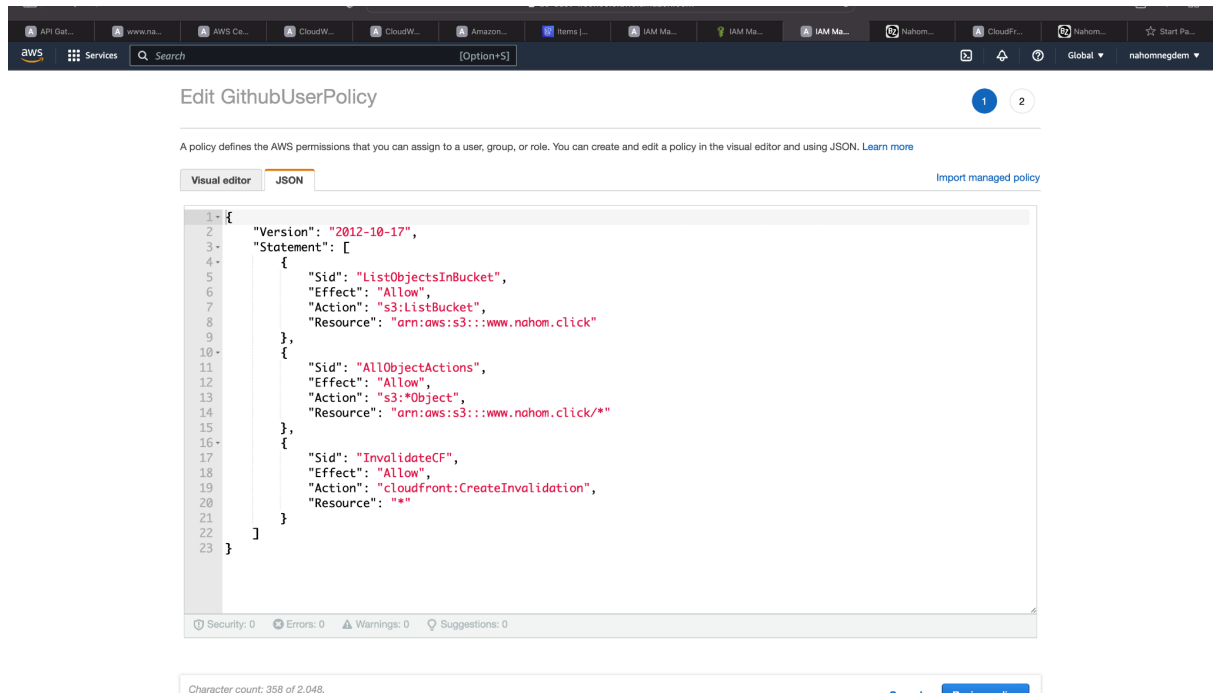 API Gat...
www.na...
AWS Ce...
CloudW...
CloudW...
Amazon...
Items |...
IAM Ma...
IAM Ma...
IAM Ma...
Nahom...
CloudFr...
Nahom...
Start Pa...
aws
Services
Search
[Option+S]
Global
nahomnegdem
Edit GithubUserPolicy
1
2
A policy defines the AWS permissions that you can assign to a user, group, or role. You can create and edit a policy in the visual editor and using JSON. Learn more
Visual editor
JSON
Import managed policy
1 {
2 "Version": "2012-10-17",
3 "Statement": [
4 {
5 "Sid": "ListObjectsInBucket",
6 "Effect": "Allow",
7 "Action": "s3:ListBucket",
8 "Resource": "arn:aws:s3:::www.nahom.click"
9 },
10 {
11 "Sid": "AllObjectActions",
12 "Effect": "Allow",
13 "Action": "s3:*Object",
14 "Resource": "arn:aws:s3:::www.nahom.click/*"
15 },
16 {
17 "Sid": "InvalidateCF",
18 "Effect": "Allow",
19 "Action": "cloudfront:CreateInvalidation",
20 "Resource": "*"
21 }
22 ]
23 }
Security: 0
Errors: 0
Warnings: 0
Suggestions: 0
Character count: 358 of 2,048.